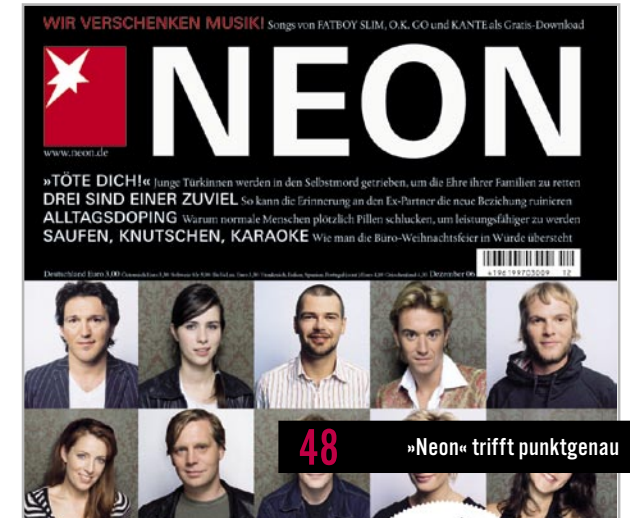 WIR VERSCHENKEN MUSIK! Songs von FATBOY SLIM, O.K. GO und KANTE als Gratis-Download
NEON
www.neon.de
»TÖTE DICH!« Junge Türkinnen werden in den Selbstmord getrieben, um die Ehre ihrer Familien zu retten
DREI SIND EINER ZUVIEL So kann die Erinnerung an den Ex-Partner die neue Beziehung ruinieren
ALLTAGSDOPING Warum normale Menschen plötzlich Pillen schlucken, um leistungsfähiger zu werden
SAUFEN, KNUTSCHEN, KARAOKE Wie man die Büro-Weihnachtsfeier in Würde übersteht
Deutschland Euro 3,00 Dezember 06
4196199703009 12
48 »Neon« trifft punktgenau